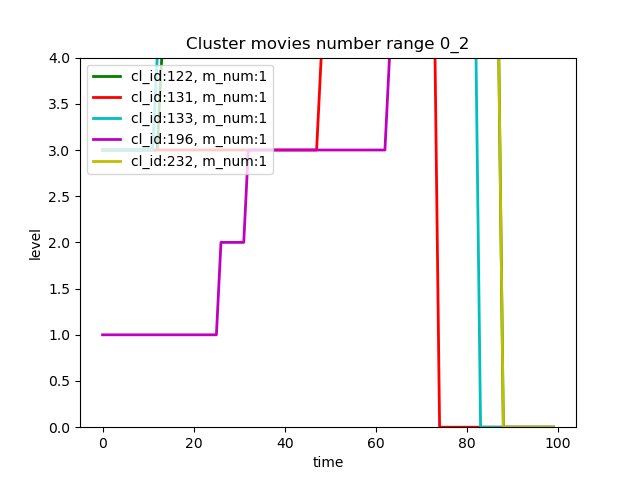 Cluster movies number range 0_2
cl_id:122, m_num:1
cl_id:131, m_num:1
cl_id:133, m_num:1
cl_id:196, m_num:1
cl_id:232, m_num:1
4.0
3.5
3.0
2.5
2.0
1.5
1.0
0.5
0.0
level
0 20 40 60 80 100
time